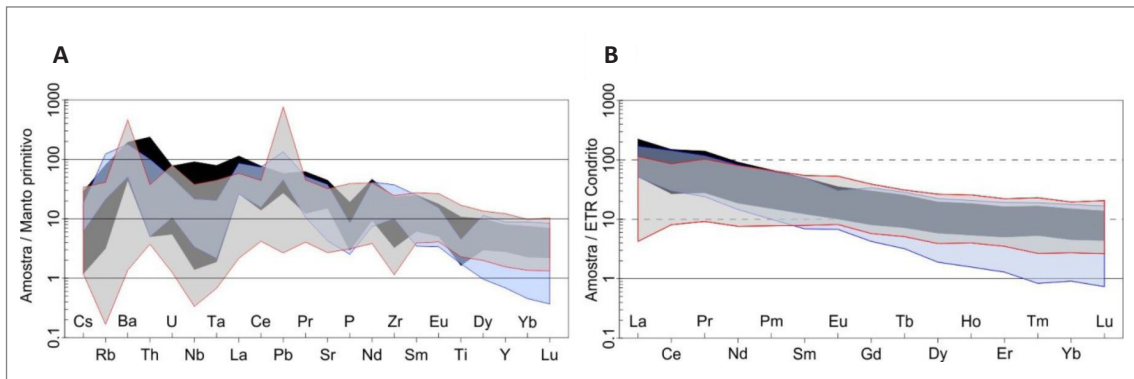 A
Amostra / Manto primitivo
1000
100
10
1
0.1
Cs Ba U Ta Ce Pr P Zr Eu Dy Yb
Rb Th Nb La Pb Sr Nd Sm Ti Y Lu
B
Amostra / ETR Condrito
1000
100
10
1
0.1
La Pr Pm Eu Tb Ho Tm Lu
Ce Nd Sm Gd Dy Er Yb